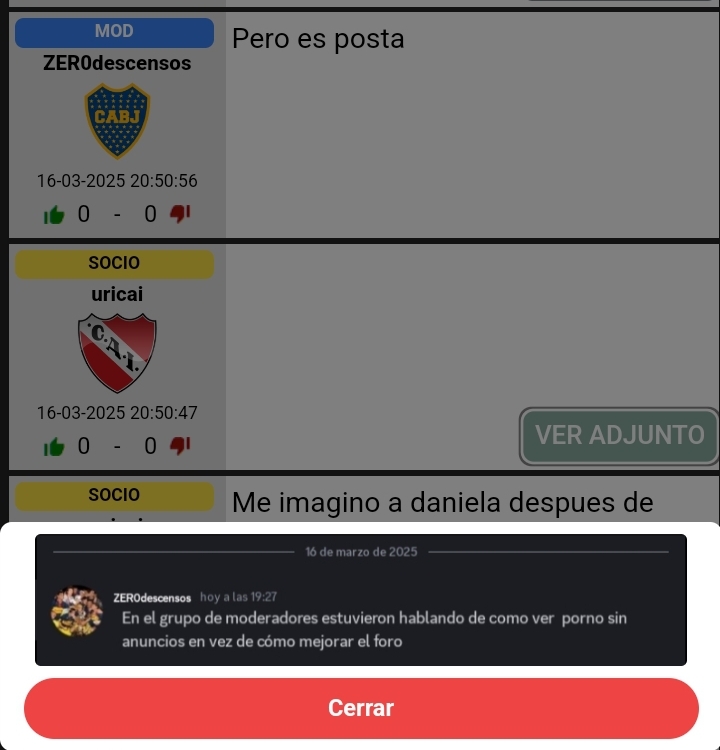 MOD
ZER0descensos
CABJ
16-03-2025 20:50:56
0 - 0
Pero es posta
SOCIO
uricai
C.A.I.
16-03-2025 20:50:47
0 - 0
VER ADJUNTO
SOCIO
Me imagino a daniela despues de
16 de marzo de 2025
ZER0descensos hoy a las 19:27
En el grupo de moderadores estuvieron hablando de como ver porno sin
anuncios en vez de cómo mejorar el foro
Cerrar